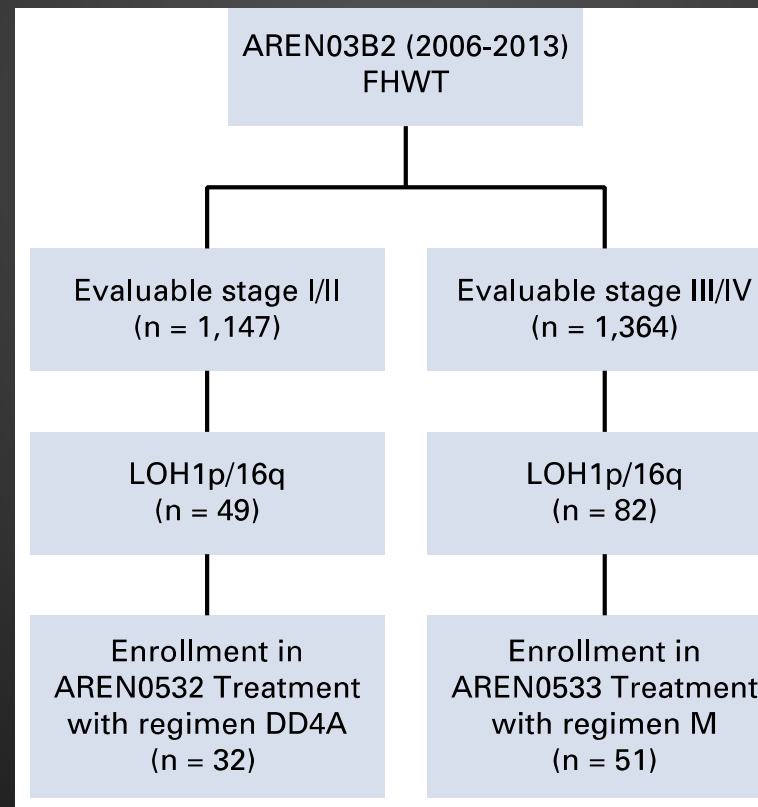 AREN03B2 (2006-2013)
FHWT
Evaluable stage I/II
(n = 1,147)
Evaluable stage III/IV
(n = 1,364)
LOH1p/16q
(n = 49)
LOH1p/16q
(n = 82)
Enrollment in
AREN0532 Treatment
with regimen DD4A
(n = 32)
Enrollment in
AREN0533 Treatment
with regimen M
(n = 51)